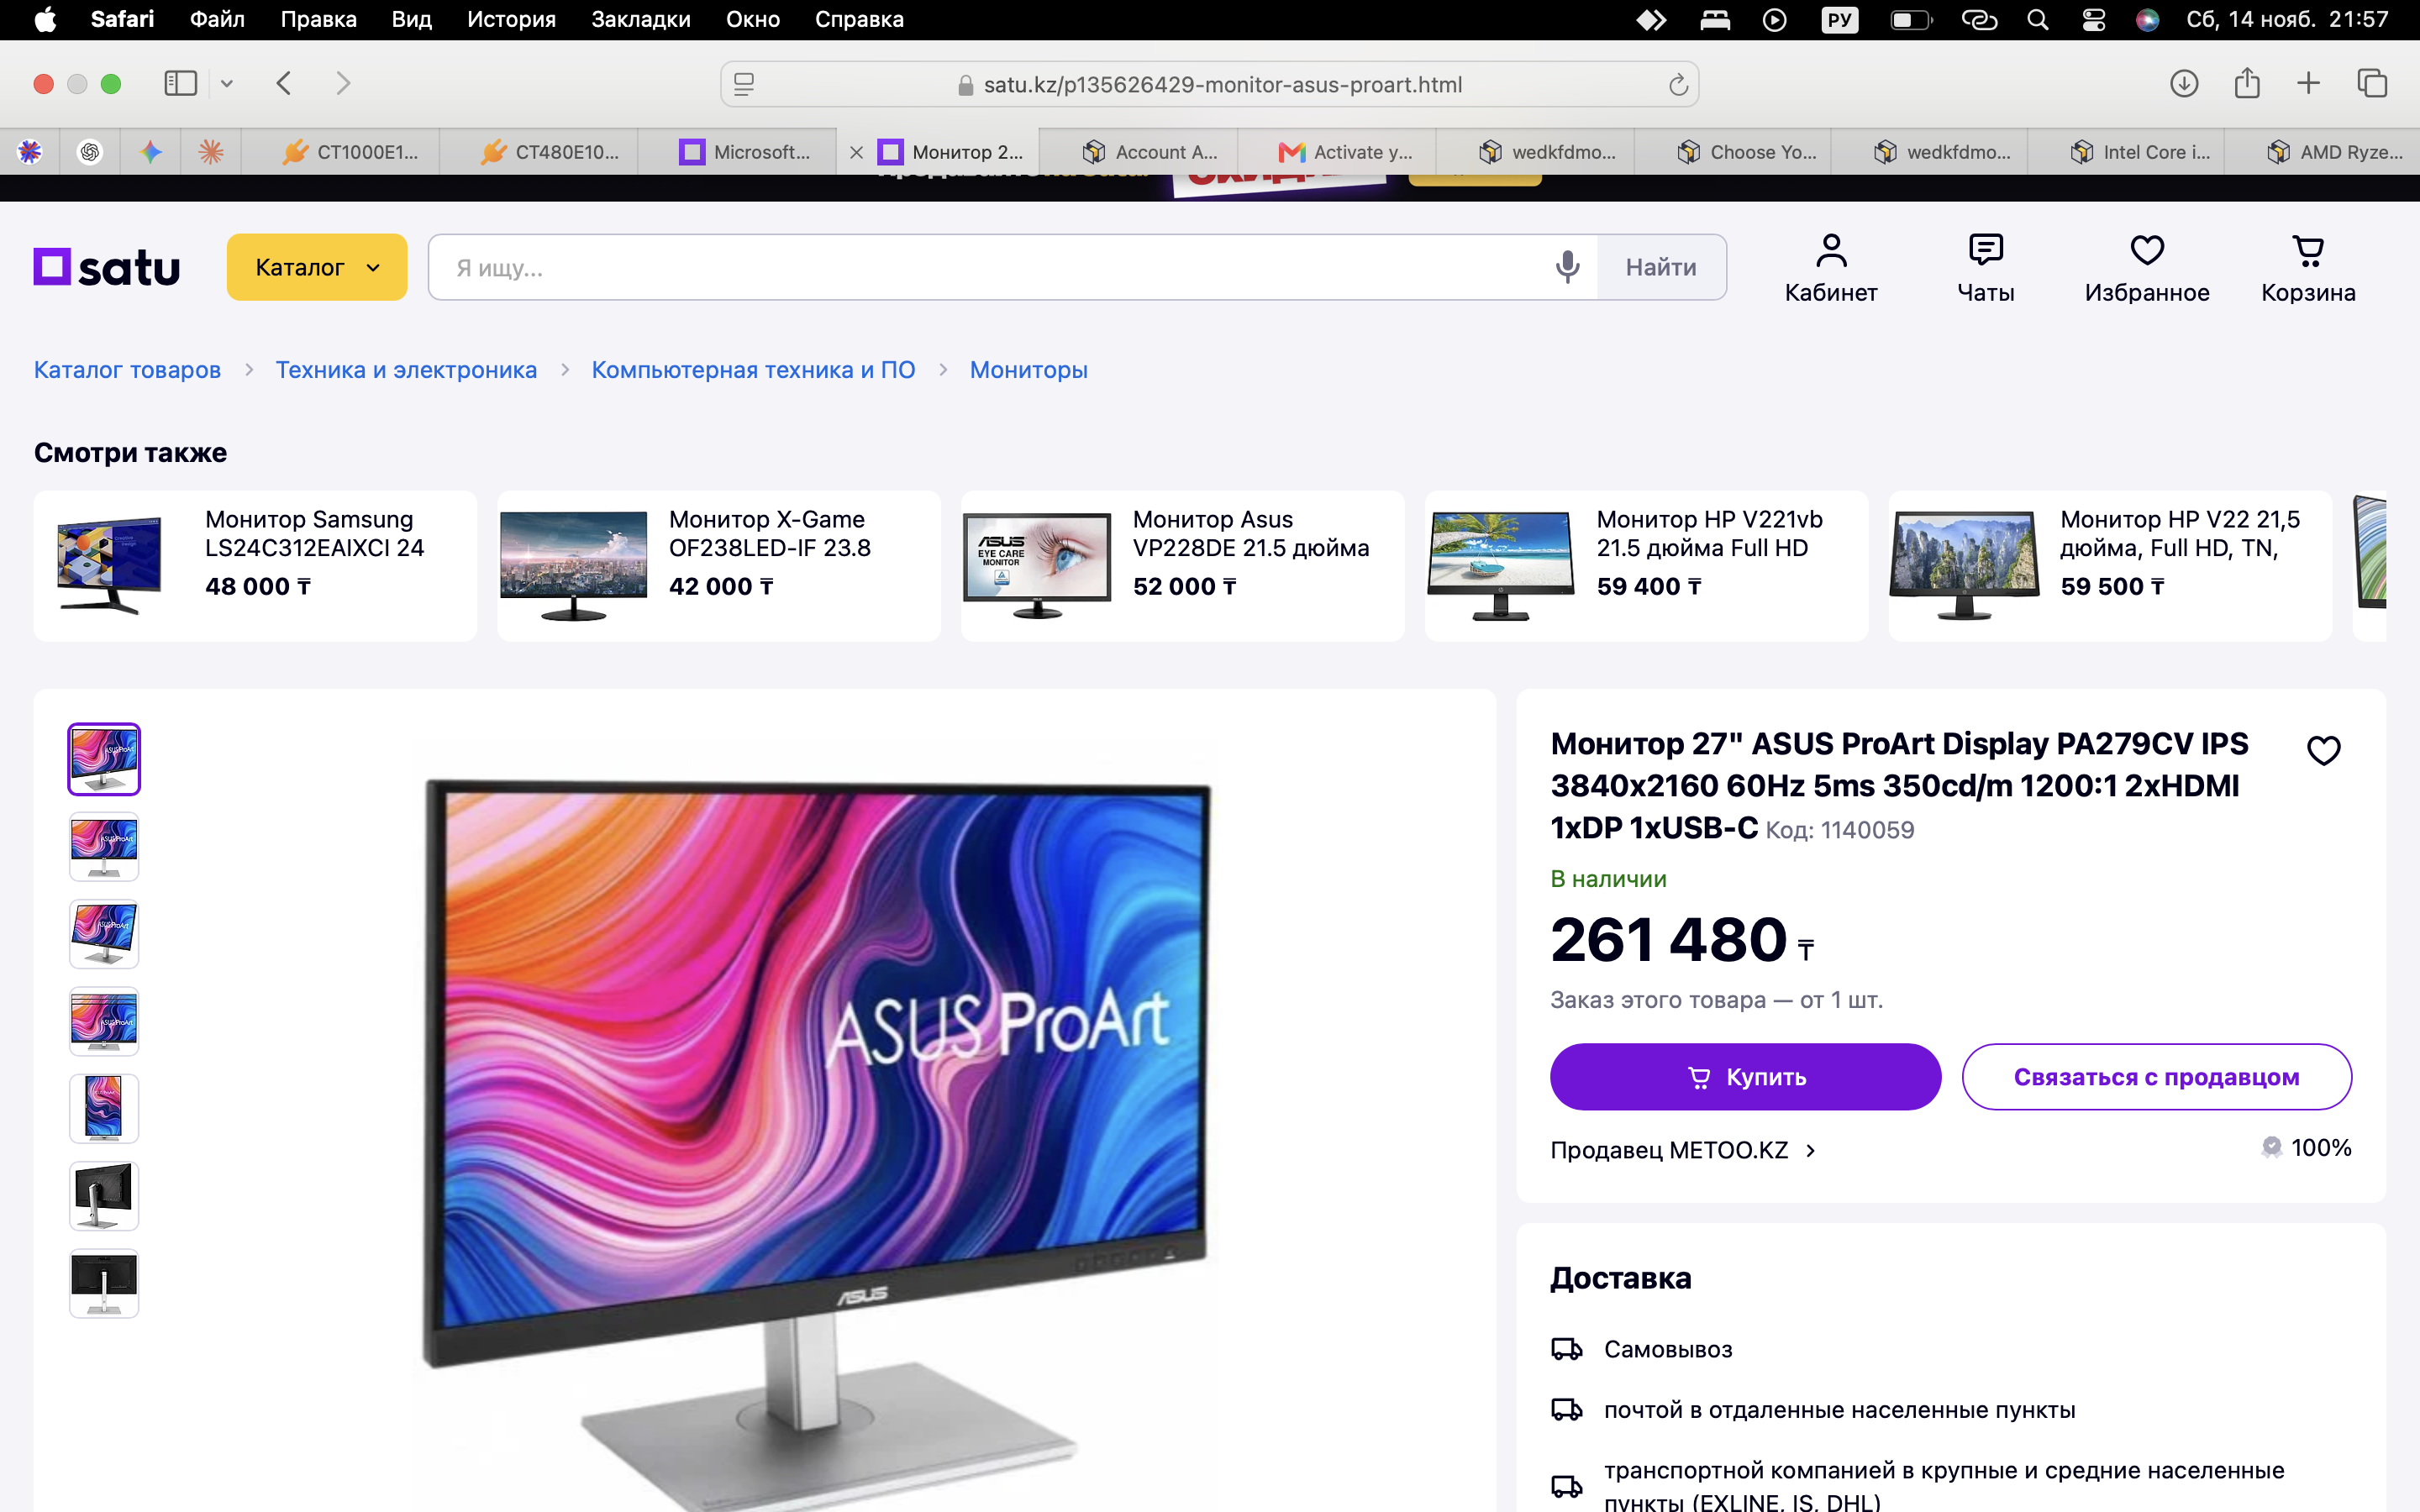 Safari Файл Правка Вид История Закладки Окно Справка
РУ
Сб, 14 нояб. 21:57
satu.kz/p135626429-monitor-asus-proart.html
CT1000E1...
CT480E10...
Microsoft...
Монитор 2...
Account A...
Activate y...
wedkfdmo...
Choose Yo...
wedkfdmo...
Intel Core i...
AMD Ryze...
satu
Каталог
Я ищу...
Найти
Кабинет
Чаты
Избранное
Корзина
Каталог товаров > Техника и электроника > Компьютерная техника и ПО > Мониторы
Смотри также
Монитор Samsung
LS24C312EAIXCI 24
48 000 ₸
Монитор X-Game
OF238LED-IF 23.8
42 000 ₸
ASUS
EYE CARE
MONITOR
Монитор Asus
VP228DE 21.5 дюйма
52 000 ₸
Монитор HP V221vb
21.5 дюйма Full HD
59 400 ₸
Монитор HP V22 21,5
дюйма, Full HD, TN,
59 500 ₸
ASUS ProArt
ASUS
Монитор 27" ASUS ProArt Display PA279CV IPS
3840x2160 60Hz 5ms 350cd/m 1200:1 2xHDMI
1xDP 1xUSB-C Код: 1140059
В наличии
261 480 ₸
Заказ этого товара — от 1 шт.
Купить
Связаться с продавцом
Продавец METOO.KZ >
100%
Доставка
Самовывоз
почтой в отдаленные населенные пункты
транспортной компанией в крупные и средние населенные
пункты (EXLINE, IS, DHL)